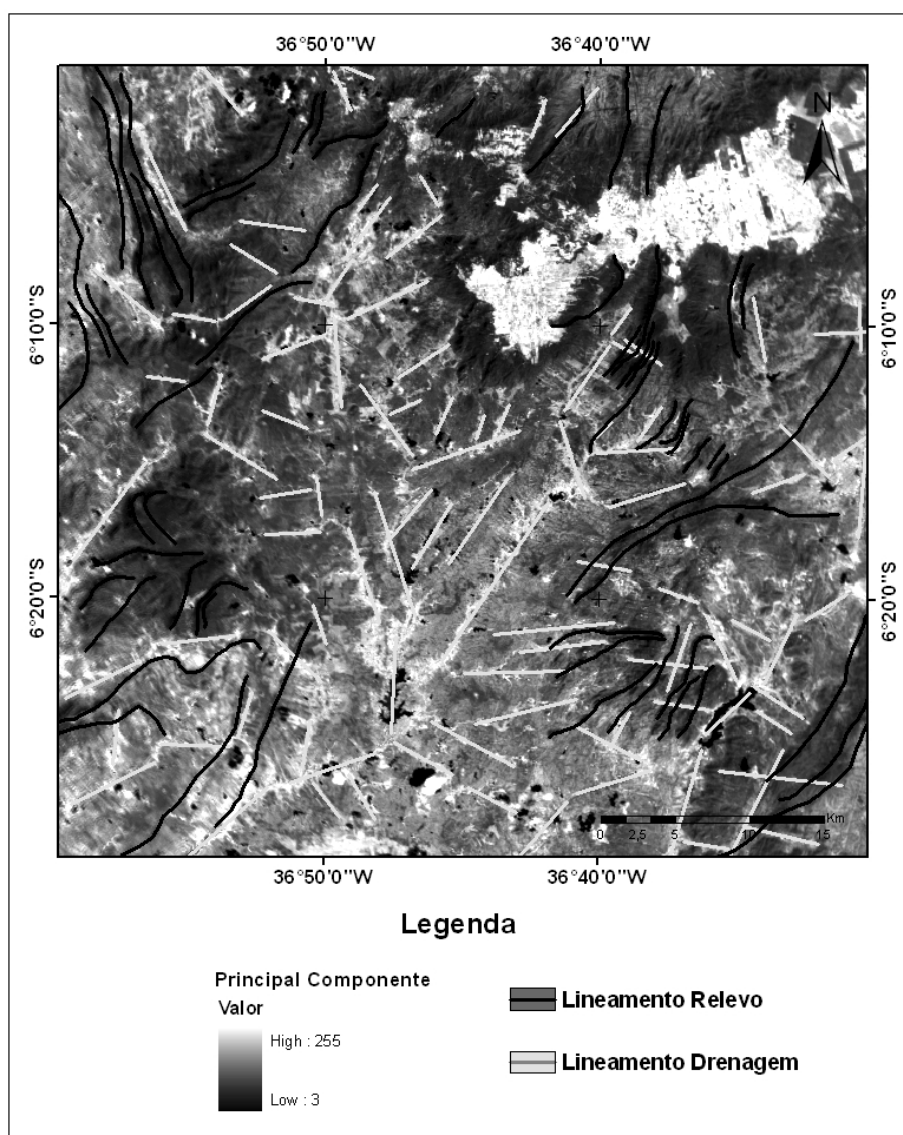 36°50'0"W 36°40'0"W
N
6°10'0"S 6°10'0"S
6°20'0"S 6°20'0"S
Km
0 2,5 5 10 15
36°50'0"W 36°40'0"W
Legenda
Principal Componente
Valor
High : 255
Low : 3
Lineamento Relevo
Lineamento Drenagem